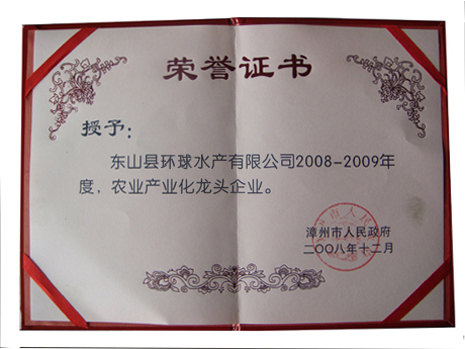 荣誉证书
授予：
东山县环球水产有限公司2008-2009年
度，农业产业化龙头企业。
漳州市人民政府
二〇〇八年十二月